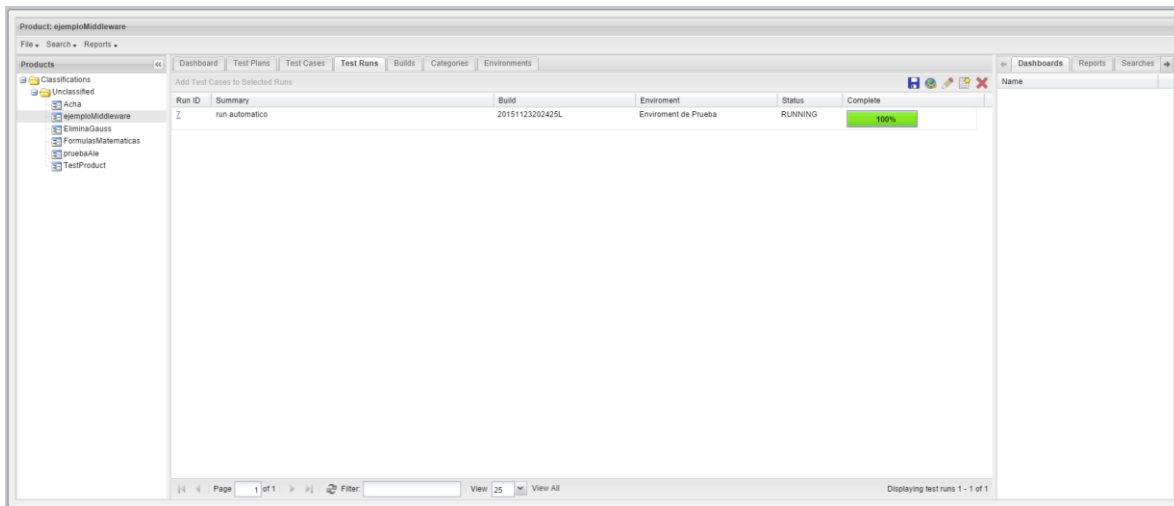 Product: ejemploMiddleware
File Search Reports
Products
Classifications
Unclassified
Acha
ejemploMiddleware
EliminaGauss
FormulasMatematicas
pruebaAle
TestProduct
Dashboard Test Plans Test Cases Test Runs Builds Categories Environments
Add Test Cases to Selected Runs
Run ID Summary Build Enviroment Status Complete
7 run automatico 20151123202425L Enviroment de Prueba RUNNING 100%
Page 1 of 1 Filter: View 25 View All Displaying test runs 1 - 1 of 1
Dashboards Reports Searches
Name